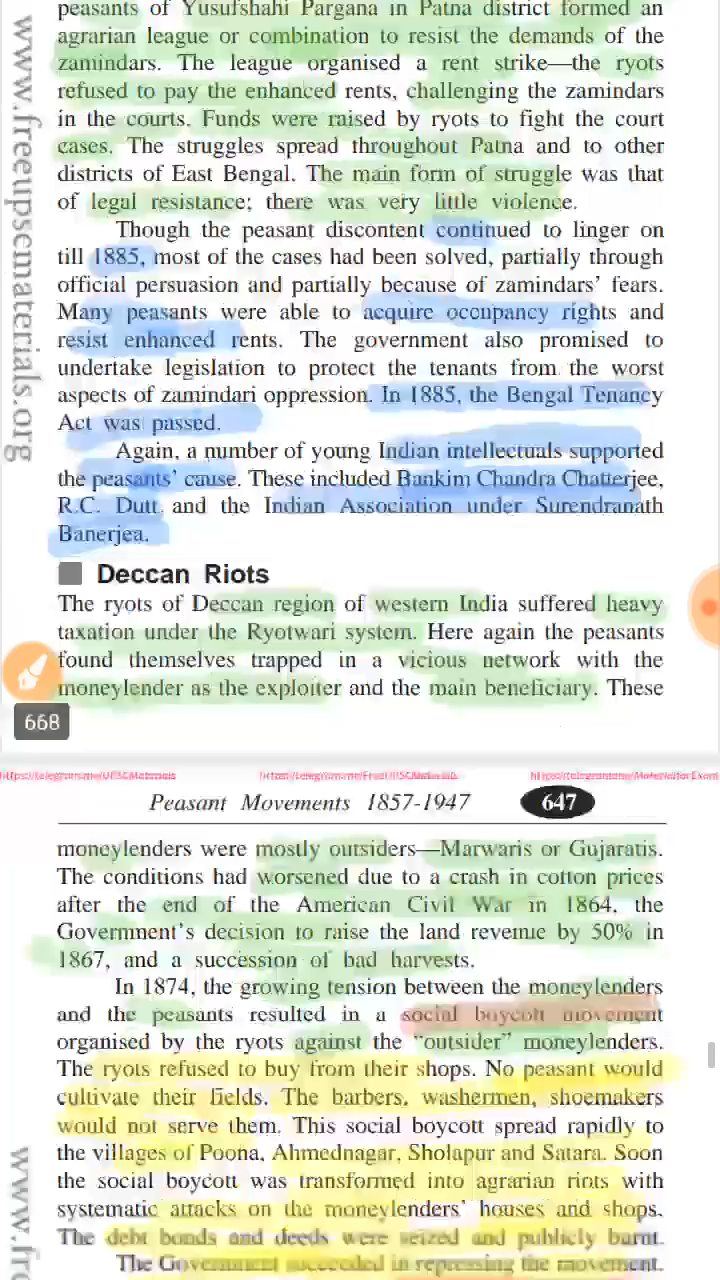 peasants of Yusufshahi Pargana in Patna district formed an
agrarian league or combination to resist the demands of the
zamindars. The league organised a rent strike—the ryots
refused to pay the enhanced rents, challenging the zamindars
in the courts. Funds were raised by ryots to fight the court
cases. The struggles spread throughout Patna and to other
districts of East Bengal. The main form of struggle was that
of legal resistance; there was very little violence.
Though the peasant discontent continued to linger on
till 1885, most of the cases had been solved, partially through
official persuasion and partially because of zamindars' fears.
Many peasants were able to acquire occupancy rights and
resist enhanced rents. The government also promised to
undertake legislation to protect the tenants from the worst
aspects of zamindari oppression. In 1885, the Bengal Tenancy
Act was passed.
Again, a number of young Indian intellectuals supported
the peasants' cause. These included Bankim Chandra Chatterjee,
R.C. Dutt and the Indian Association under Surendranath
Banerjea.
Deccan Riots
The ryots of Deccan region of western India suffered heavy
taxation under the Ryotwari system. Here again the peasants
found themselves trapped in a vicious network with the
moneylender as the exploiter and the main beneficiary. These
668
www.freeupscmaterials.org
Peasant Movements 1857-1947 647
moneylenders were mostly outsiders—Marwaris or Gujaratis.
The conditions had worsened due to a crash in cotton prices
after the end of the American Civil War in 1864, the
Government's decision to raise the land revenue by 50% in
1867, and a succession of bad harvests.
In 1874, the growing tension between the moneylenders
and the peasants resulted in a social boycott movement
organised by the ryots against the "outsider" moneylenders.
The ryots refused to buy from their shops. No peasant would
cultivate their fields. The barbers, washermen, shoemakers
would not serve them. This social boycott spread rapidly to
the villages of Poona, Ahmednagar, Sholapur and Satara. Soon
the social boycott was transformed into agrarian riots with
systematic attacks on the moneylenders' houses and shops.
The debt bonds and deeds were seized and publicly burnt.
The Government succeeded in repressing the movement.
www.fr